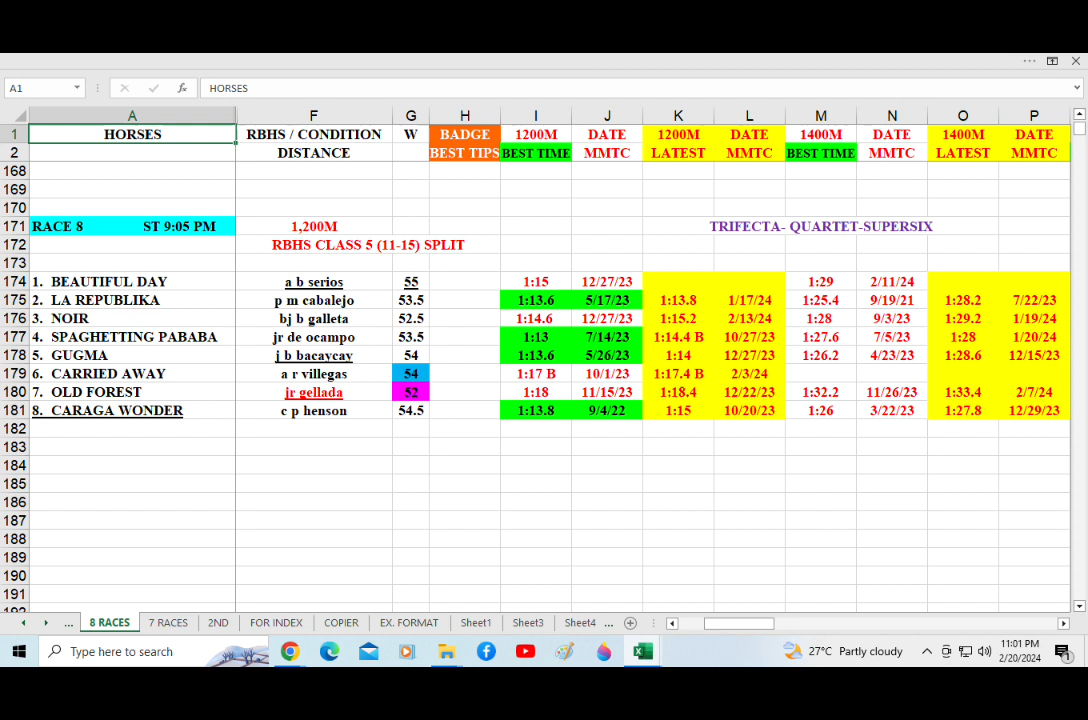 A1 HORSES
A F G H I J K L M N O P
1 HORSES RBHS / CONDITION W BADGE 1200M DATE 1200M DATE 1400M DATE 1400M DATE
2 DISTANCE BEST TIPS BEST TIME MMTC LATEST MMTC BEST TIME MMTC LATEST MMTC
168
169
170
171 RACE 8 ST 9:05 PM 1,200M TRIFECTA- QUARTET-SUPERSIX
172 RBHS CLASS 5 (11-15) SPLIT
173
174 1. BEAUTIFUL DAY a b serios 55 1:15 12/27/23 1:29 2/11/24
175 2. LA REPUBLIKA p m cabalejo 53.5 1:13.6 5/17/23 1:13.8 1/17/24 1:25.4 9/19/21 1:28.2 7/22/23
176 3. NOIR bj b galleta 52.5 1:14.6 12/27/23 1:15.2 2/13/24 1:28 9/3/23 1:29.2 1/19/24
177 4. SPAGHETTING PABABA jr de ocampo 53.5 1:13 7/14/23 1:14.4 B 10/27/23 1:27.6 7/5/23 1:28 1/20/24
178 5. GUGMA j b bacaycay 54 1:13.6 5/26/23 1:14 12/27/23 1:26.2 4/23/23 1:28.6 12/15/23
179 6. CARRIED AWAY a r villegas 54 1:17 B 10/1/23 1:17.4 B 2/3/24
180 7. OLD FOREST jr gellada 52 1:18 11/15/23 1:18.4 12/22/23 1:32.2 11/26/23 1:33.4 2/7/24
181 8. CARAGA WONDER c p henson 54.5 1:13.8 9/4/22 1:15 10/20/23 1:26 3/22/23 1:27.8 12/29/23
182
183
184
185
186
187
188
189
190
191
192
... 8 RACES 7 RACES 2ND FOR INDEX COPIER EX. FORMAT Sheet1 Sheet3 Sheet4 ...
Type here to search 27°C Partly cloudy 11:01 PM
2/20/2024 1